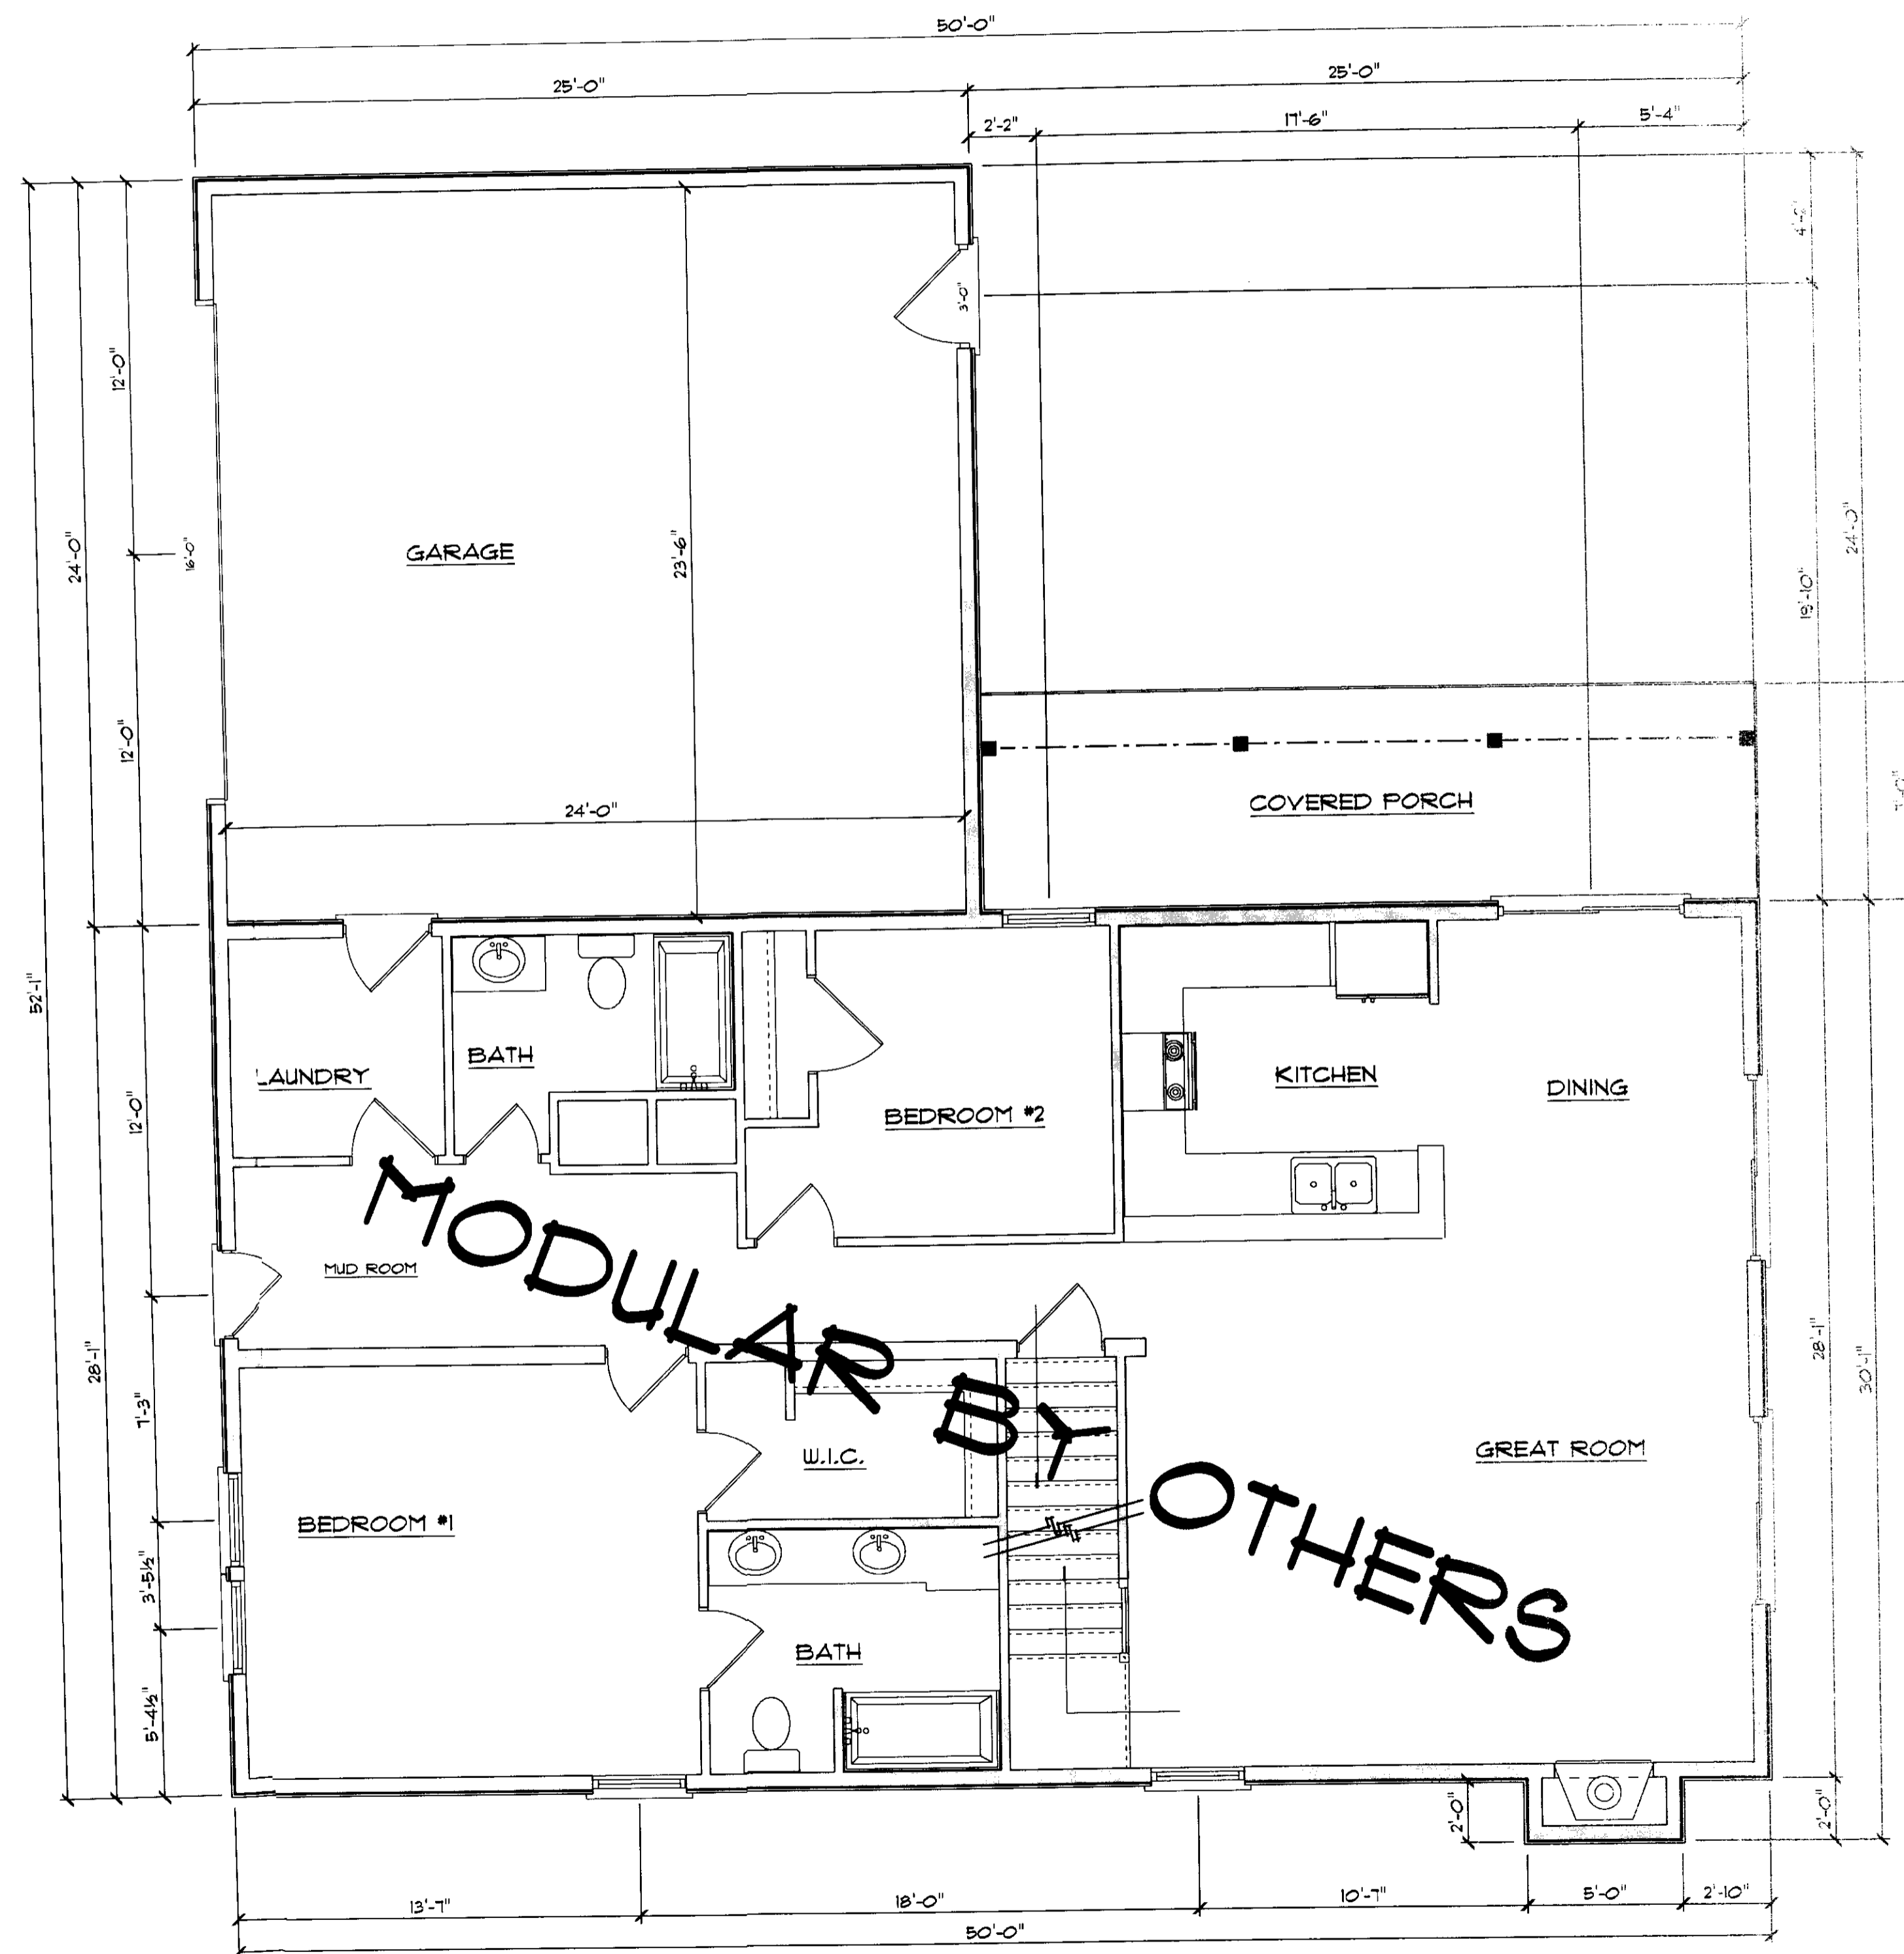 50'-0"
25'-0"
25'-0"
2'-2"
17'-6"
5'-4"
4'-2"
3'-0"
12'-0"
24'-0"
16'-0"
GARAGE
23'-6"
24'-0"
19'-10"
12'-0"
24'-0"
COVERED PORCH
52'-1"
LAUNDRY
BATH
BEDROOM #2
KITCHEN
DINING
12'-0"
MUD ROOM
MODULAR BY OTHERS
28'-1"
7'-3"
28'-1"
30'-1"
W.I.C.
GREAT ROOM
BEDROOM #1
3'-5½"
BATH
5'-4½"
2'-0"
2'-0"
13'-7"
18'-0"
10'-7"
5'-0"
2'-10"
50'-0"